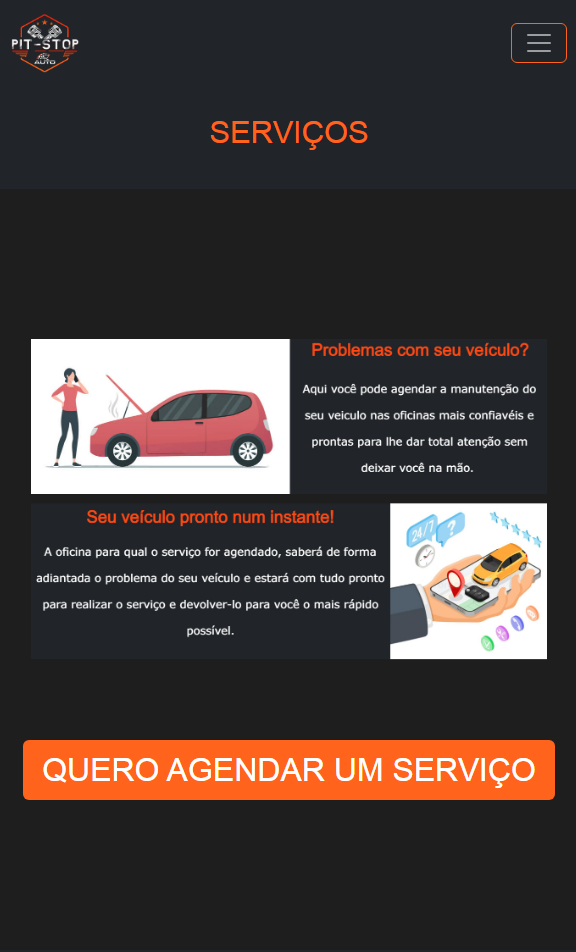 PIT-STOP
AUTO
SERVIÇOS
Problemas com seu veículo?
Aqui você pode agendar a manutenção do
seu veiculo nas oficinas mais confiavéis e
prontas para lhe dar total atenção sem
deixar você na mão.
Seu veículo pronto num instante!
A oficina para qual o serviço for agendado, saberá de forma
adiantada o problema do seu veículo e estará com tudo pronto
para realizar o serviço e devolver-lo para você o mais rápido
possível.
24/7
?
QUERO AGENDAR UM SERVIÇO